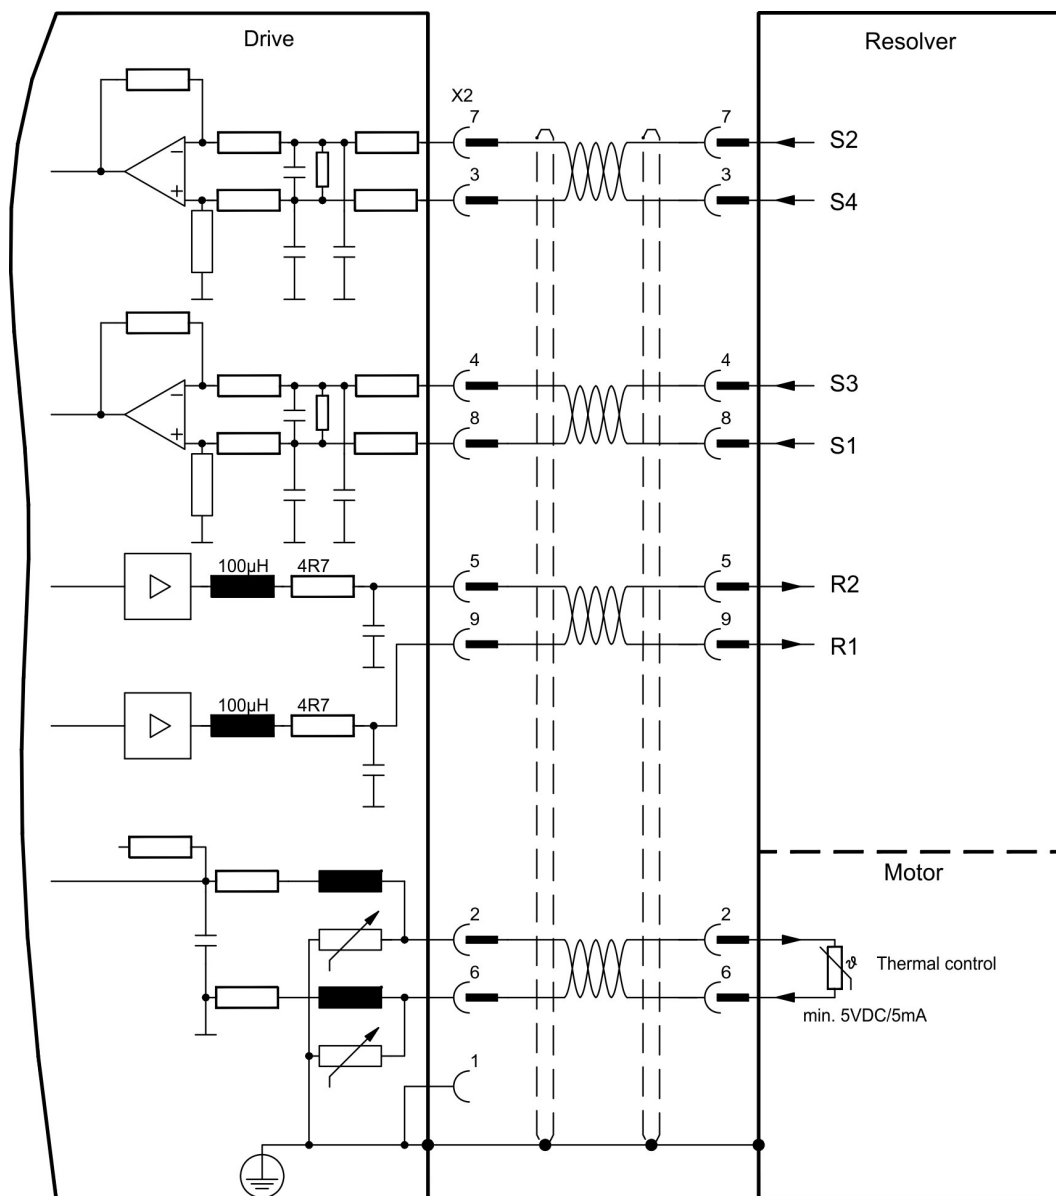 Drive
Resolver
X2
7
7
S2
3
3
S4
4
4
S3
8
8
S1
100µH
4R7
5
5
R2
9
9
R1
100µH
4R7
Motor
2
2
ϑ
Thermal control
6
6
min. 5VDC/5mA
1